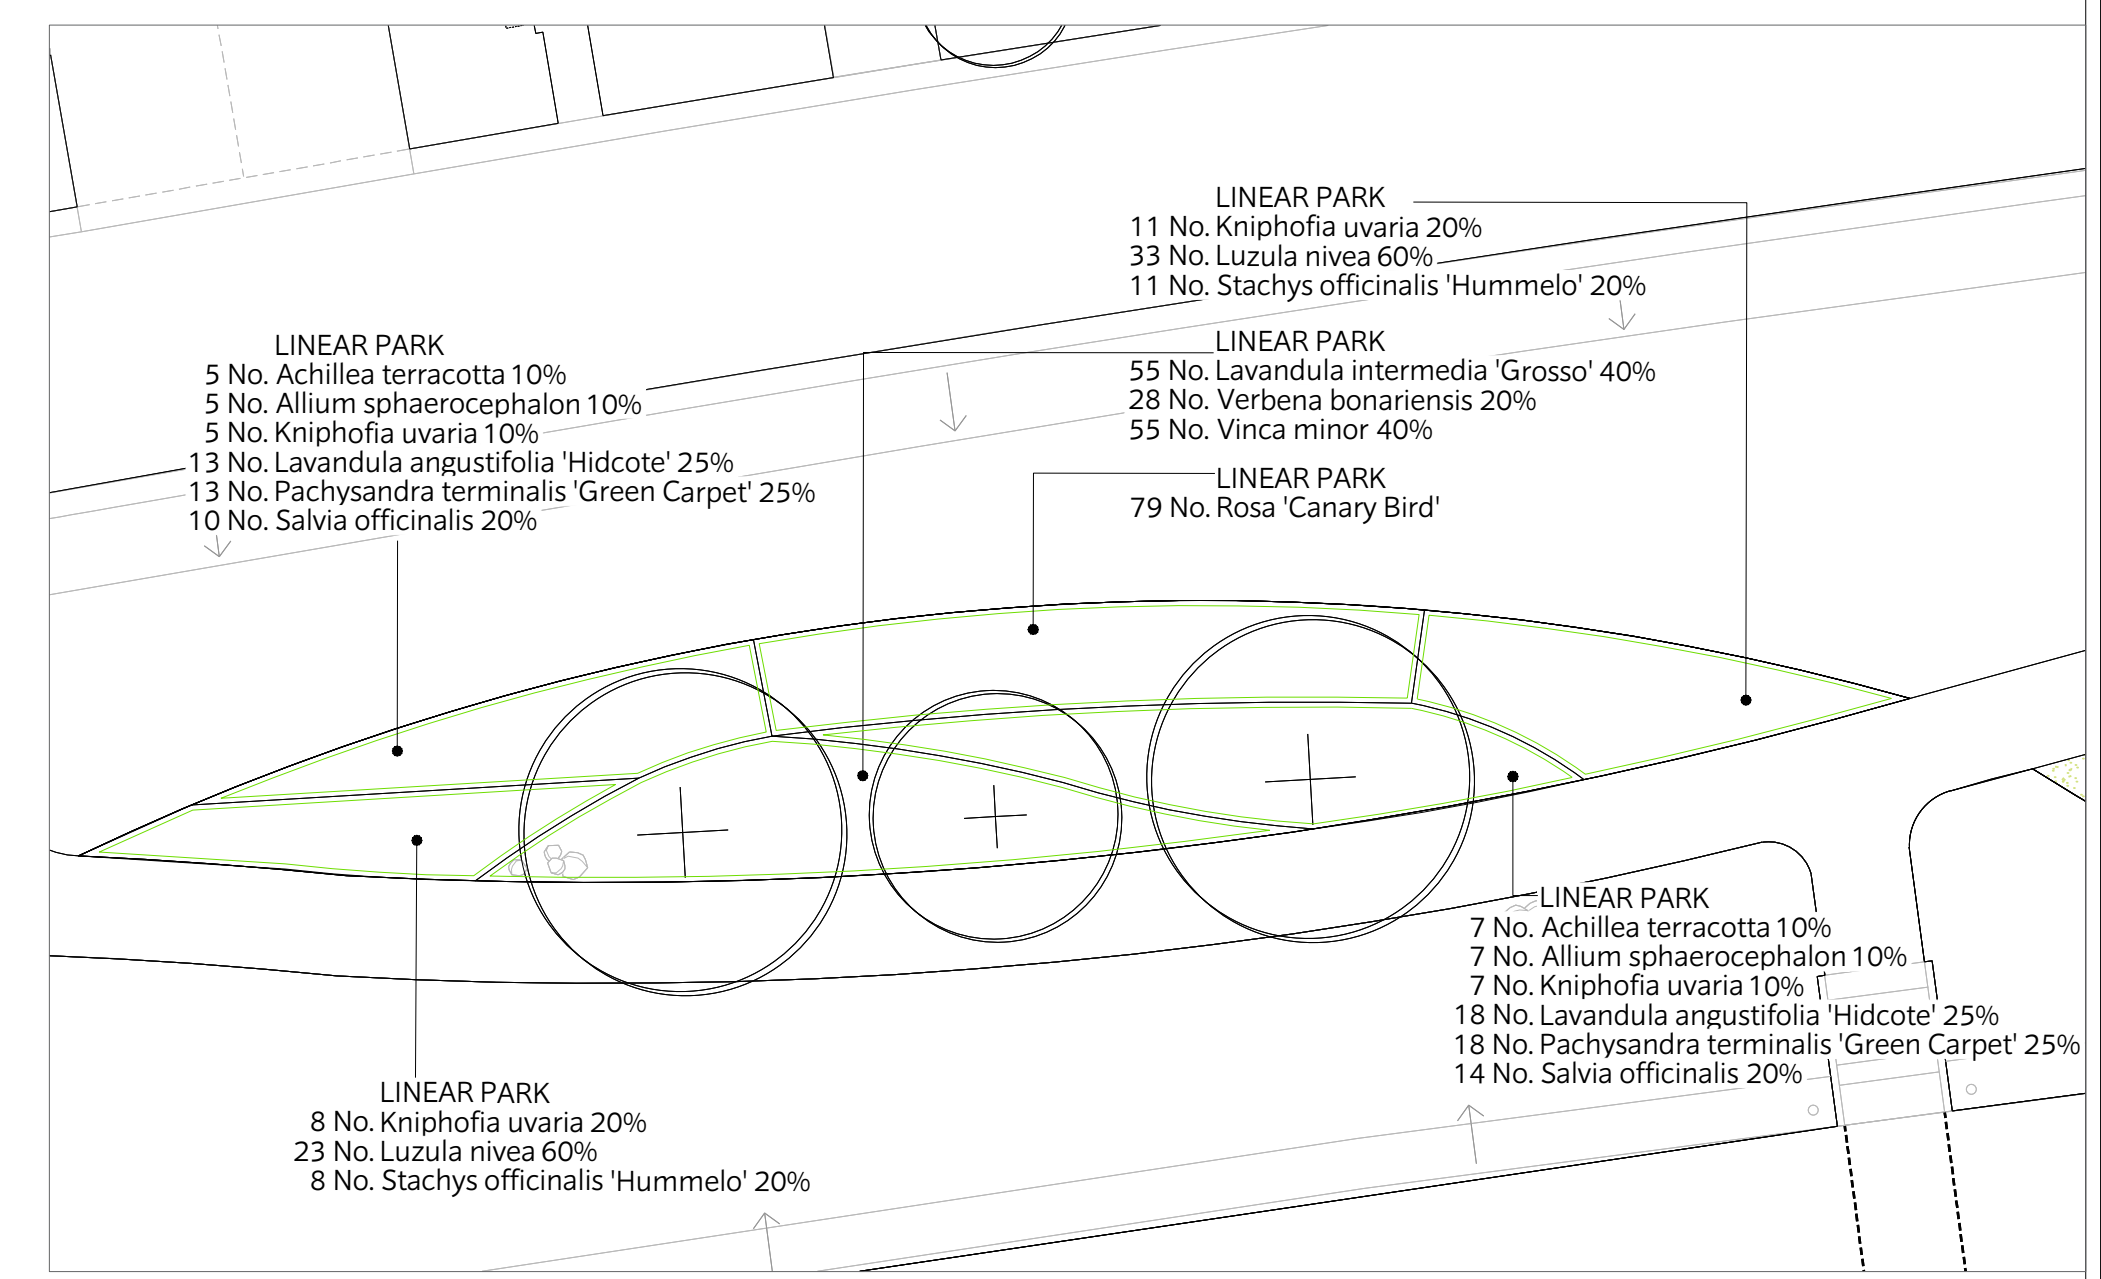 LINEAR PARK
11 No. Kniphofia uvaria 20%
33 No. Luzula nivea 60%
11 No. Stachys officinalis 'Hummelo' 20%
LINEAR PARK
5 No. Achillea terracotta 10%
5 No. Allium sphaerocephalon 10%
5 No. Kniphofia uvaria 10%
13 No. Lavandula angustifolia 'Hidcote' 25%
13 No. Pachysandra terminalis 'Green Carpet' 25%
10 No. Salvia officinalis 20%
LINEAR PARK
55 No. Lavandula intermedia 'Grosso' 40%
28 No. Verbena bonariensis 20%
55 No. Vinca minor 40%
LINEAR PARK
79 No. Rosa 'Canary Bird'
LINEAR PARK
7 No. Achillea terracotta 10%
7 No. Allium sphaerocephalon 10%
7 No. Kniphofia uvaria 10%
18 No. Lavandula angustifolia 'Hidcote' 25%
18 No. Pachysandra terminalis 'Green Carpet' 25%
14 No. Salvia officinalis 20%
LINEAR PARK
8 No. Kniphofia uvaria 20%
23 No. Luzula nivea 60%
8 No. Stachys officinalis 'Hummelo' 20%